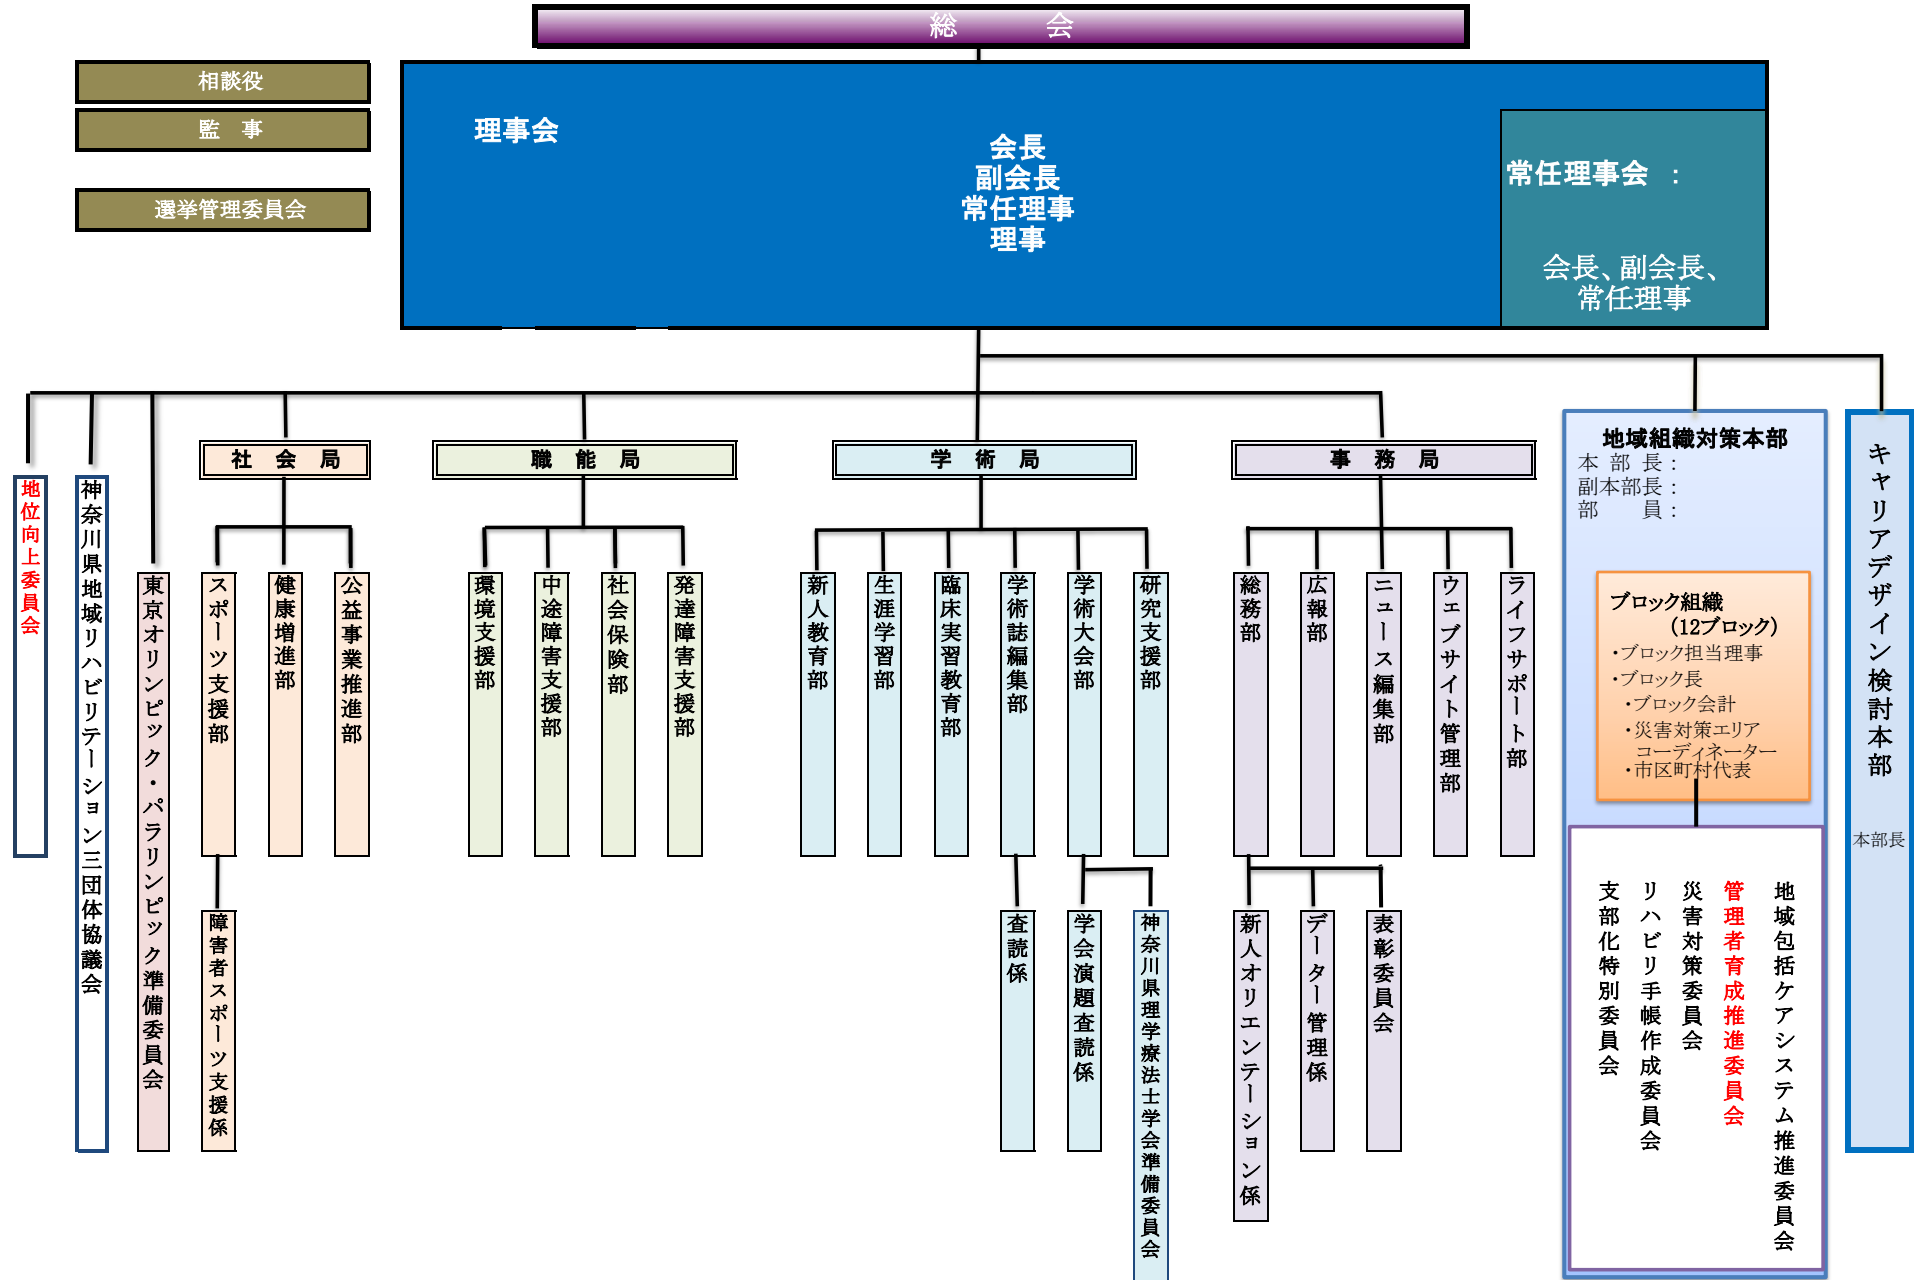 総　会
相談役
監　事
選挙管理委員会
理事会
会長
副会長
常任理事
理事
常任理事会 ：
会長、副会長、
常任理事
地位向上委員会
神奈川県地域リハビリテーション三団体協議会
東京オリンピック・パラリンピック準備委員会
社 会 局
スポーツ支援部
健康増進部
公益事業推進部
障害者スポーツ支援係
職 能 局
環境支援部
中途障害支援部
社会保険部
発達障害支援部
学 術 局
新人教育部
生涯学習部
臨床実習教育部
学術誌編集部
学術大会部
研究支援部
査読係
学会演題査読係
神奈川県理学療法士学会準備委員会
事 務 局
総務部
広報部
ニュース編集部
ウェブサイト管理部
ライフサポート部
新人オリエンテーション係
データー管理係
表彰委員会
地域組織対策本部
本 部 長：
副本部長：
部　　員：
ブロック組織
（12ブロック）
・ブロック担当理事
・ブロック長
・ブロック会計
・災害対策エリア
コーディネーター
・市区町村代表
支部化特別委員会
リハビリ手帳作成委員会
災害対策委員会
管理者育成推進委員会
地域包括ケアシステム推進委員会
キャリアデザイン検討本部
本部長